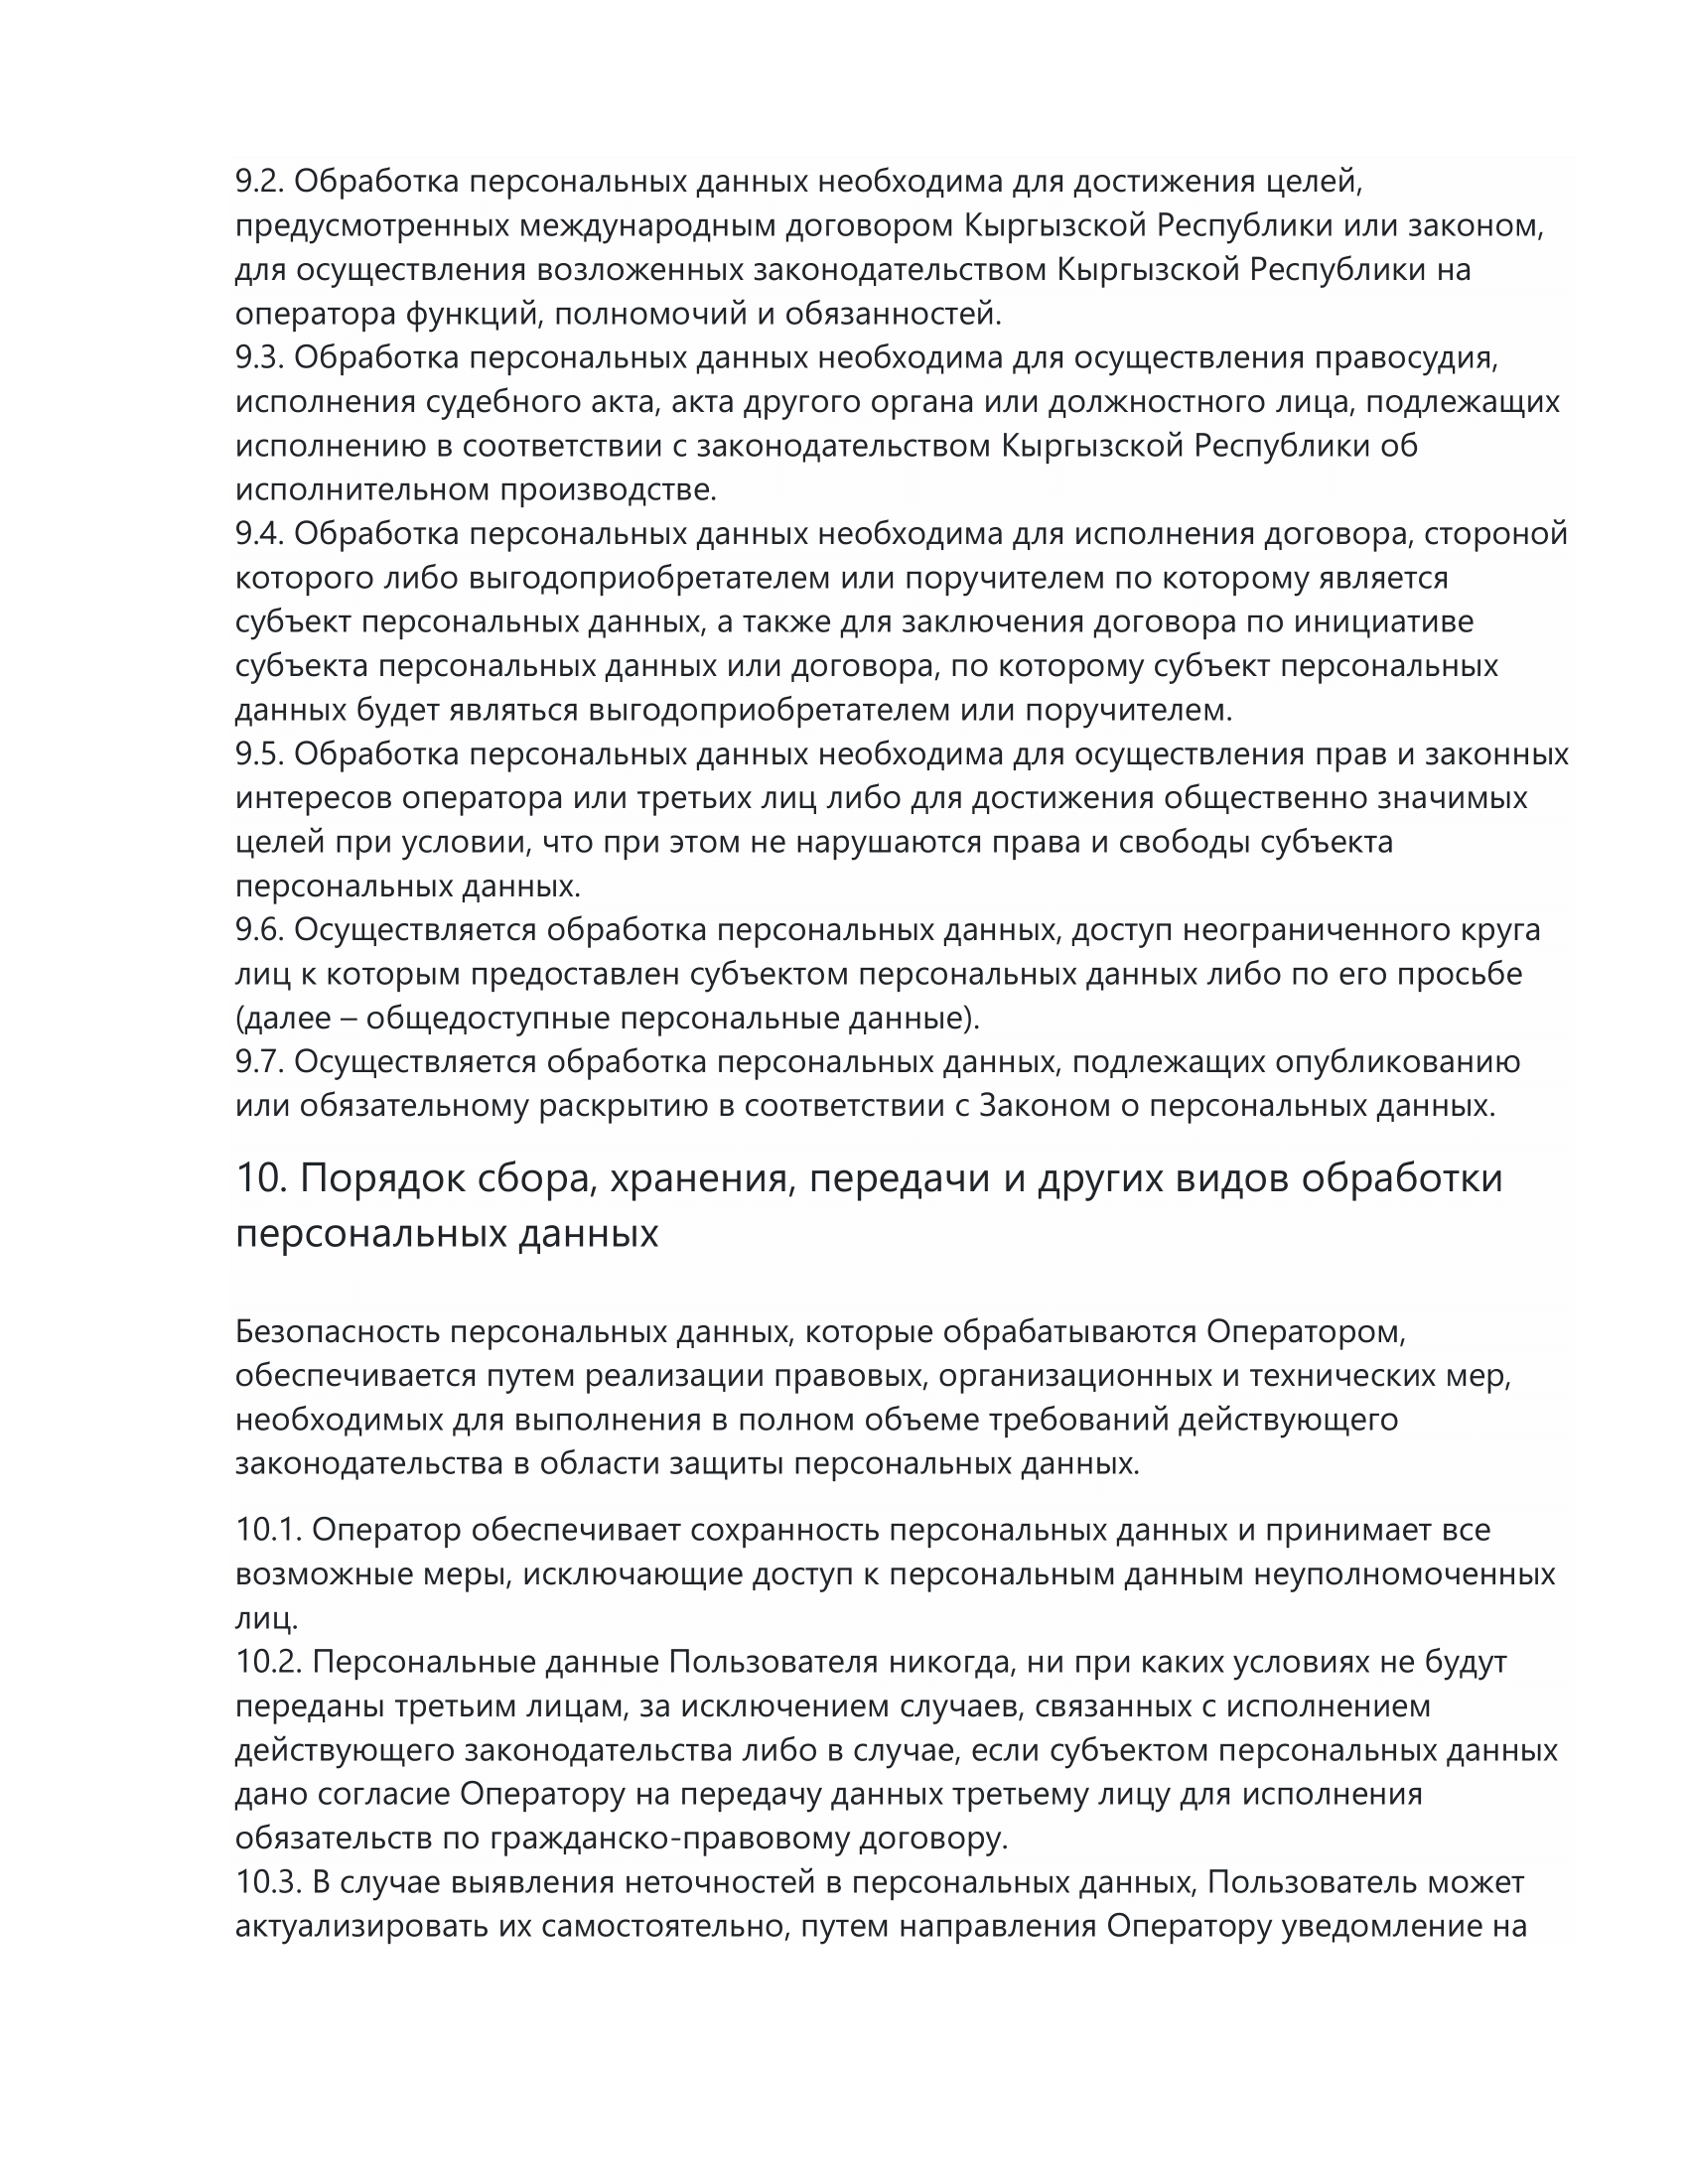 9.2. Обработка персональных данных необходима для достижения целей,
предусмотренных международным договором Кыргызской Республики или законом,
для осуществления возложенных законодательством Кыргызской Республики на
оператора функций, полномочий и обязанностей.
9.3. Обработка персональных данных необходима для осуществления правосудия,
исполнения судебного акта, акта другого органа или должностного лица, подлежащих
исполнению в соответствии с законодательством Кыргызской Республики об
исполнительном производстве.
9.4. Обработка персональных данных необходима для исполнения договора, стороной
которого либо выгодоприобретателем или поручителем по которому является
субъект персональных данных, а также для заключения договора по инициативе
субъекта персональных данных или договора, по которому субъект персональных
данных будет являться выгодоприобретателем или поручителем.
9.5. Обработка персональных данных необходима для осуществления прав и законных
интересов оператора или третьих лиц либо для достижения общественно значимых
целей при условии, что при этом не нарушаются права и свободы субъекта
персональных данных.
9.6. Осуществляется обработка персональных данных, доступ неограниченного круга
лиц к которым предоставлен субъектом персональных данных либо по его просьбе
(далее – общедоступные персональные данные).
9.7. Осуществляется обработка персональных данных, подлежащих опубликованию
или обязательному раскрытию в соответствии с Законом о персональных данных.
10. Порядок сбора, хранения, передачи и других видов обработки
персональных данных
Безопасность персональных данных, которые обрабатываются Оператором,
обеспечивается путем реализации правовых, организационных и технических мер,
необходимых для выполнения в полном объеме требований действующего
законодательства в области защиты персональных данных.
10.1. Оператор обеспечивает сохранность персональных данных и принимает все
возможные меры, исключающие доступ к персональным данным неуполномоченных
лиц.
10.2. Персональные данные Пользователя никогда, ни при каких условиях не будут
переданы третьим лицам, за исключением случаев, связанных с исполнением
действующего законодательства либо в случае, если субъектом персональных данных
дано согласие Оператору на передачу данных третьему лицу для исполнения
обязательств по гражданско-правовому договору.
10.3. В случае выявления неточностей в персональных данных, Пользователь может
актуализировать их самостоятельно, путем направления Оператору уведомление на